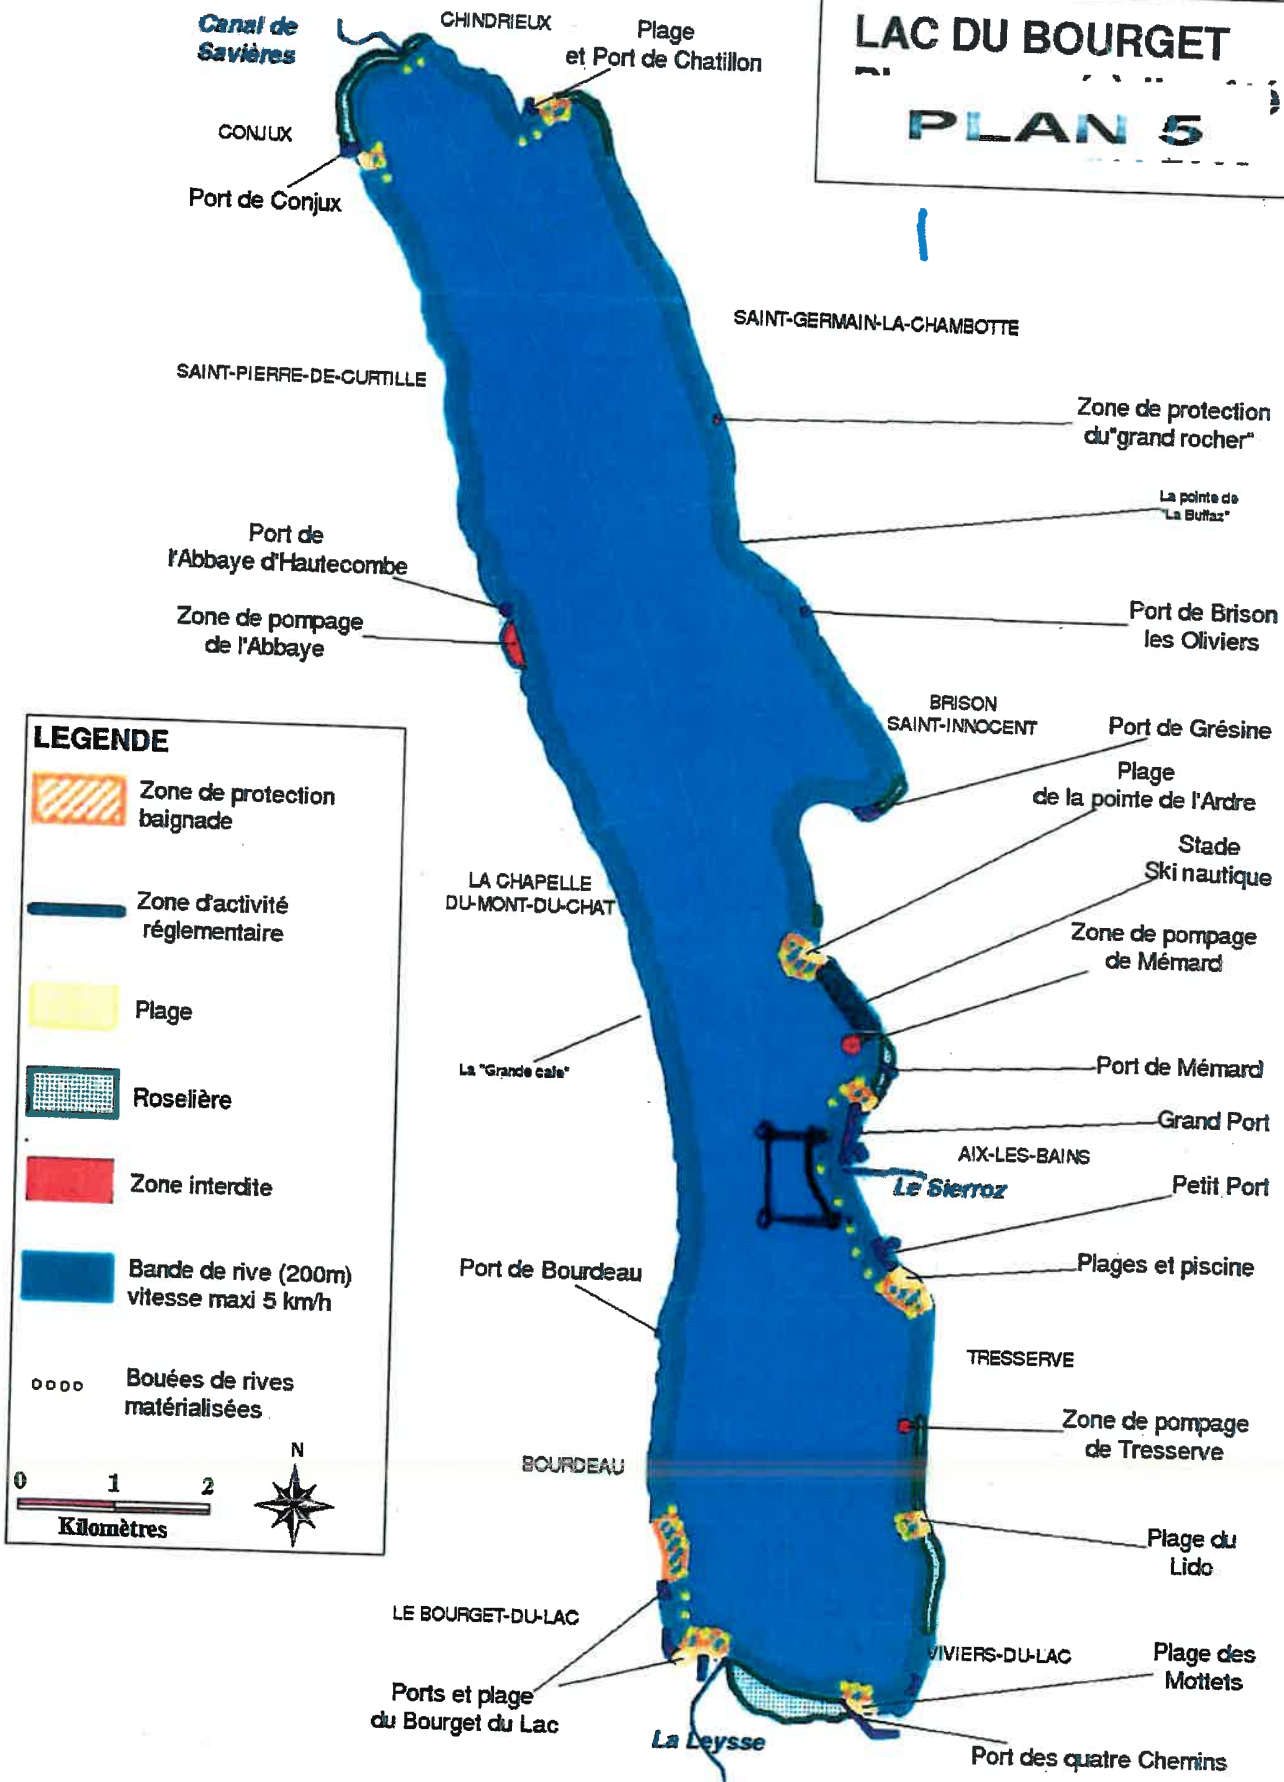 Canal de
Savières
CHINDRIEUX
Plage
et Port de Chatillon
LAC DU BOURGET
PLAN 5
CONJUX
Port de Conjux
SAINT-GERMAIN-LA-CHAMBOTTE
SAINT-PIERRE-DE-CURTILLE
Zone de protection
du"grand rocher"
La pointe de
"La Buffaz"
Port de
l'Abbaye d'Hautecombe
Zone de pompage
de l'Abbaye
Port de Brison
les Oliviers
BRISON
SAINT-INNOCENT
Port de Grésine
Plage
de la pointe de l'Ardre
Stade
Ski nautique
LA CHAPELLE
DU-MONT-DU-CHAT
Zone de pompage
de Mémard
La "Grande cale"
Port de Mémard
Grand Port
AIX-LES-BAINS
Le Sierroz
Petit Port
Plages et piscine
Port de Bourdeau
TRESSERVE
Zone de pompage
de Tresserve
BOURDEAU
Plage du
Lido
LE BOURGET-DU-LAC
VIVIERS-DU-LAC
Plage des
Mottets
Ports et plage
du Bourget du Lac
La Leysse
Port des quatre Chemins
LEGENDE
Zone de protection
baignade
Zone d'activité
réglementaire
Plage
Roselière
Zone interdite
Bande de rive (200m)
vitesse maxi 5 km/h
Bouées de rives
matérialisées
N
0 1 2
Kilomètres